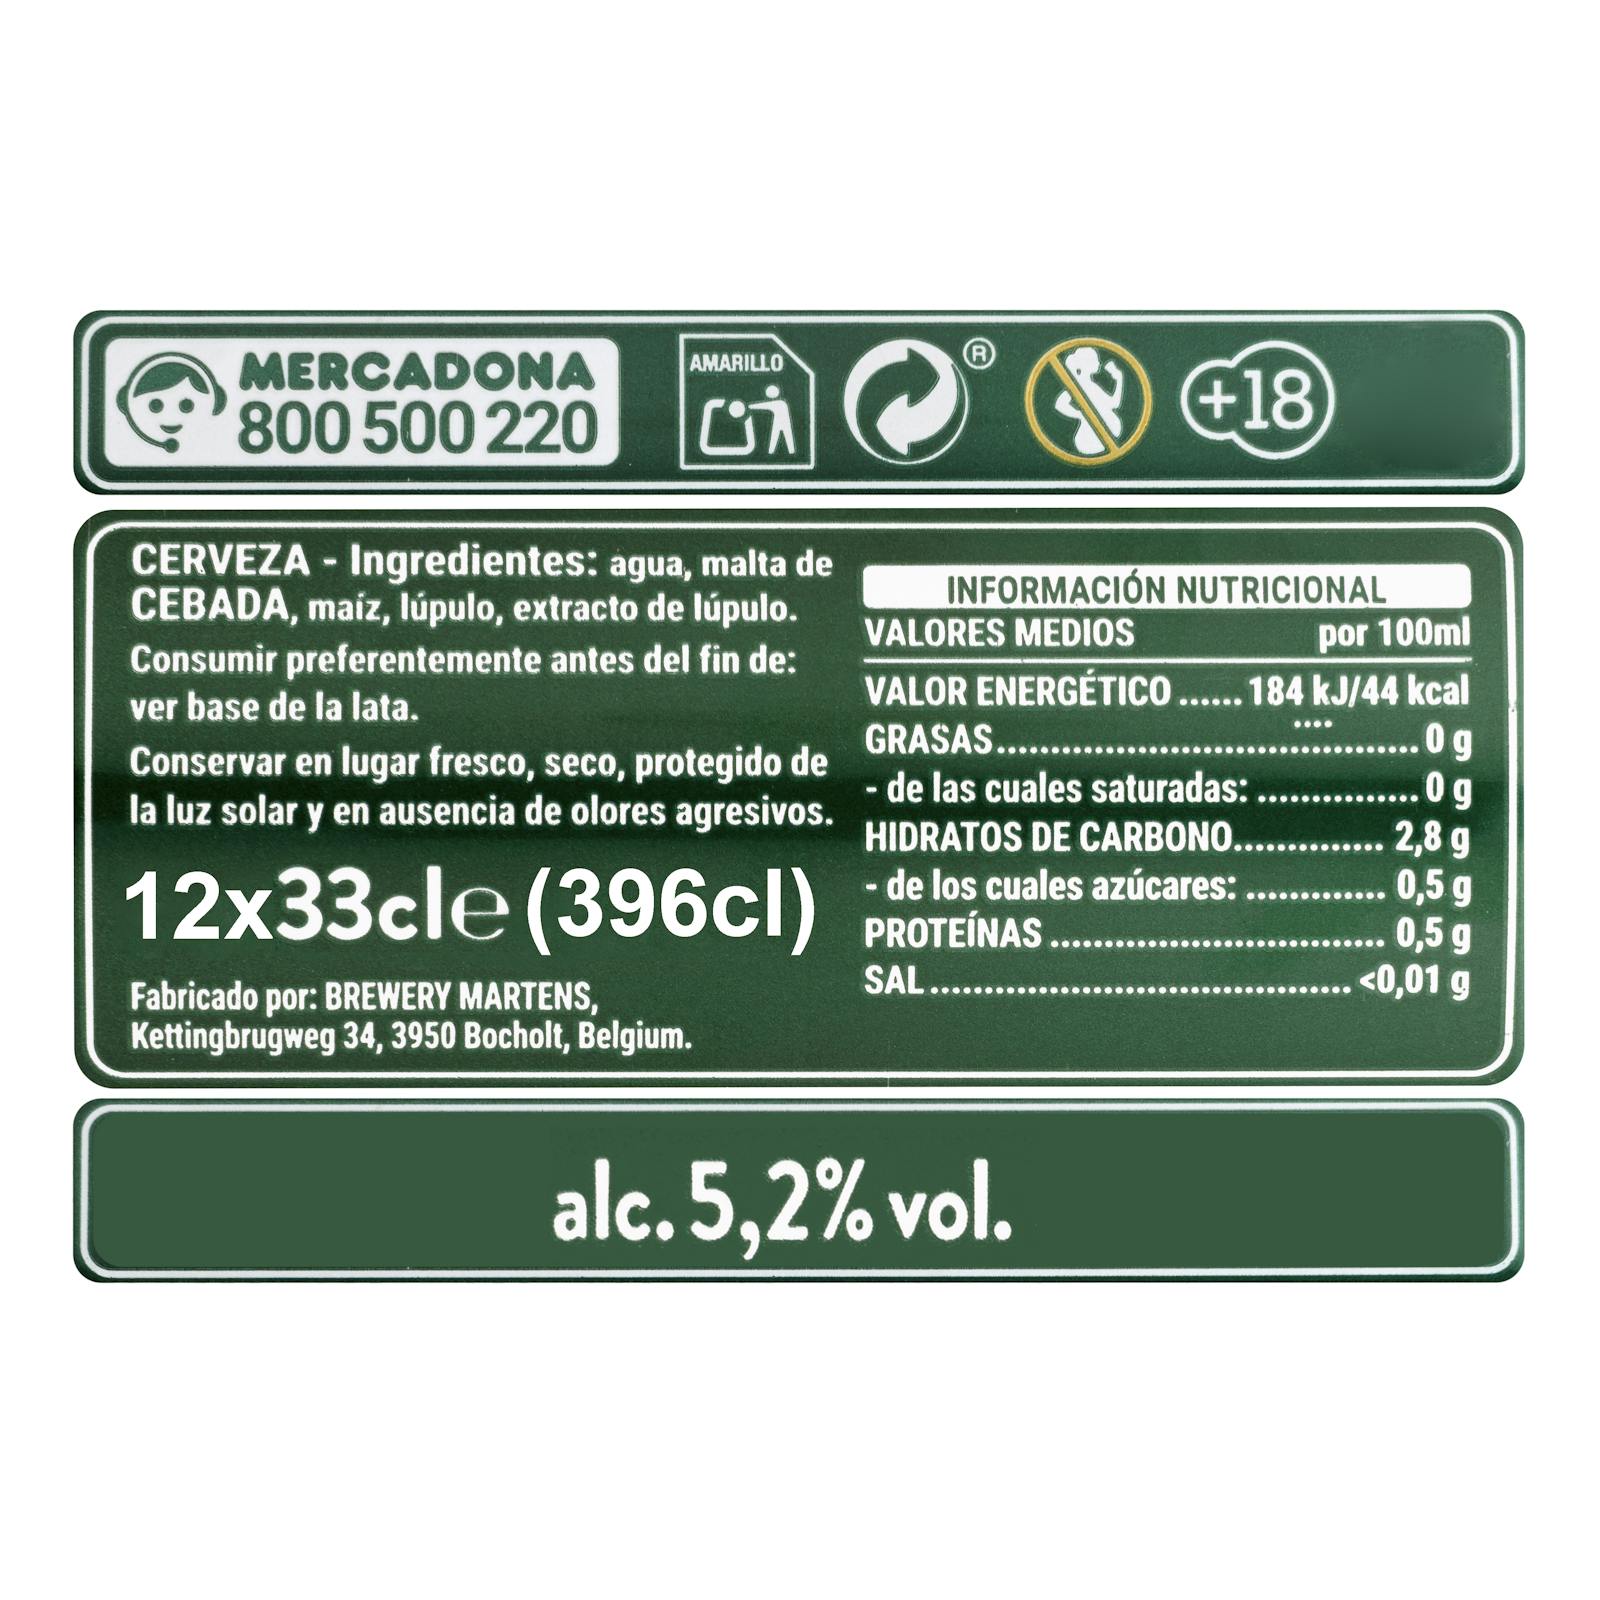 MERCADONA
800 500 220
AMARILLO
®
+18
CERVEZA - Ingredientes: agua, malta de
CEBADA, maíz, lúpulo, extracto de lúpulo.
Consumir preferentemente antes del fin de:
ver base de la lata.
Conservar en lugar fresco, seco, protegido de
la luz solar y en ausencia de olores agresivos.
12x33cl℮ (396cl)
Fabricado por: BREWERY MARTENS,
Kettingbrugweg 34, 3950 Bocholt, Belgium.
INFORMACIÓN NUTRICIONAL
VALORES MEDIOS por 100ml
VALOR ENERGÉTICO ...... 184 kJ/44 kcal
GRASAS.......................................... 0 g
- de las cuales saturadas: ................ 0 g
HIDRATOS DE CARBONO............... 2,8 g
- de los cuales azúcares: .............. 0,5 g
PROTEÍNAS .................................. 0,5 g
SAL .......................................... <0,01 g
alc. 5,2% vol.